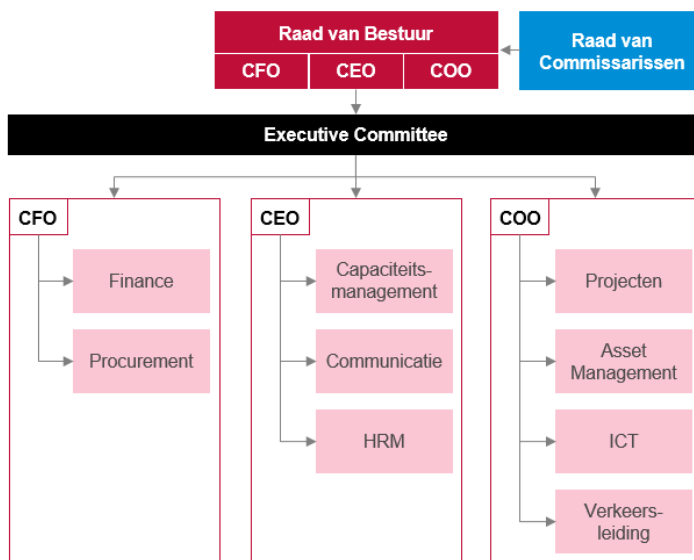 Raad van Bestuur
CFO
CEO
COO
Raad van
Commissarissen
Executive Committee
CFO
Finance
Procurement
CEO
Capaciteits-
management
Communicatie
HRM
COO
Projecten
Asset
Management
ICT
Verkeers-
leiding